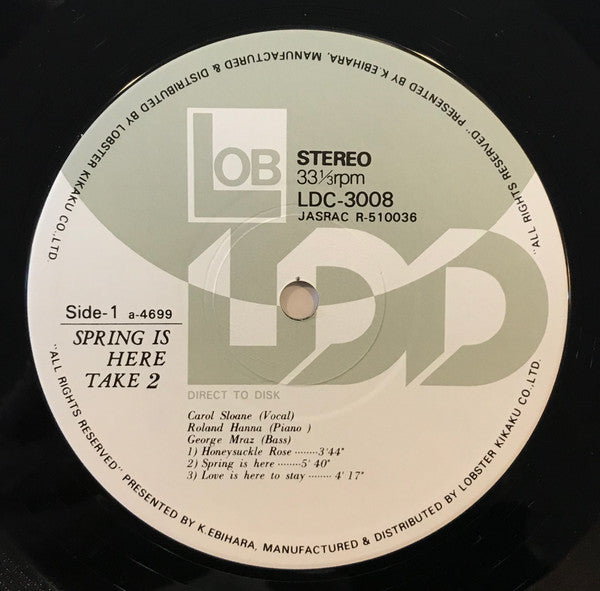 "ALL RIGHTS RESERVED" PRESENTED BY K.EBIHARA, MANUFACTURED & DISTRIBUTED BY LOBSTER KIKAKU CO.,LTD.
LOB
STEREO
33⅓rpm
LDC-3008
JASRAC R-510036
LDD
Side-1 a-4699
SPRING IS
HERE
TAKE 2
DIRECT TO DISK
Carol Sloane (Vocal)
Roland Hanna (Piano )
George Mraz (Bass)
1) Honeysuckle Rose ········3'44"
2) Spring is here ········5' 40"
3) Love is here to stay ········ 4' 17"
"ALL RIGHTS RESERVED" PRESENTED BY K.EBIHARA, MANUFACTURED & DISTRIBUTED BY LOBSTER KIKAKU CO.,LTD.